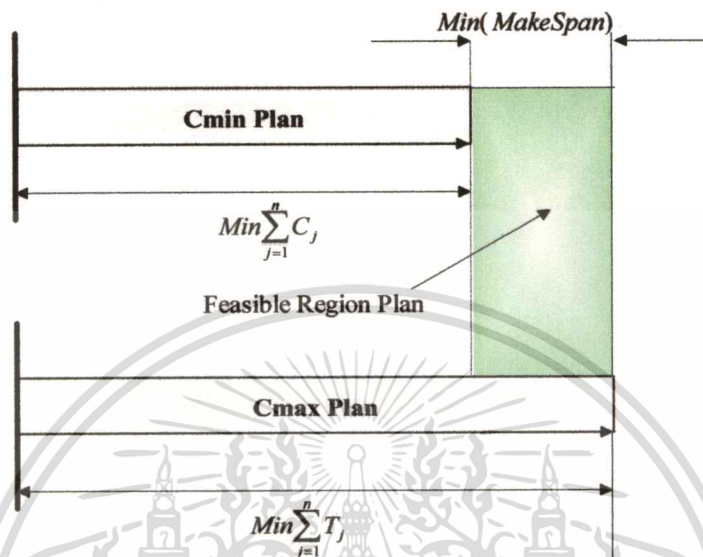 Min( MakeSpan)
Cmin Plan
Min∑_{j=1}^{n} C_j
Feasible Region Plan
Cmax Plan
Min∑_{j=1}^{n} T_j